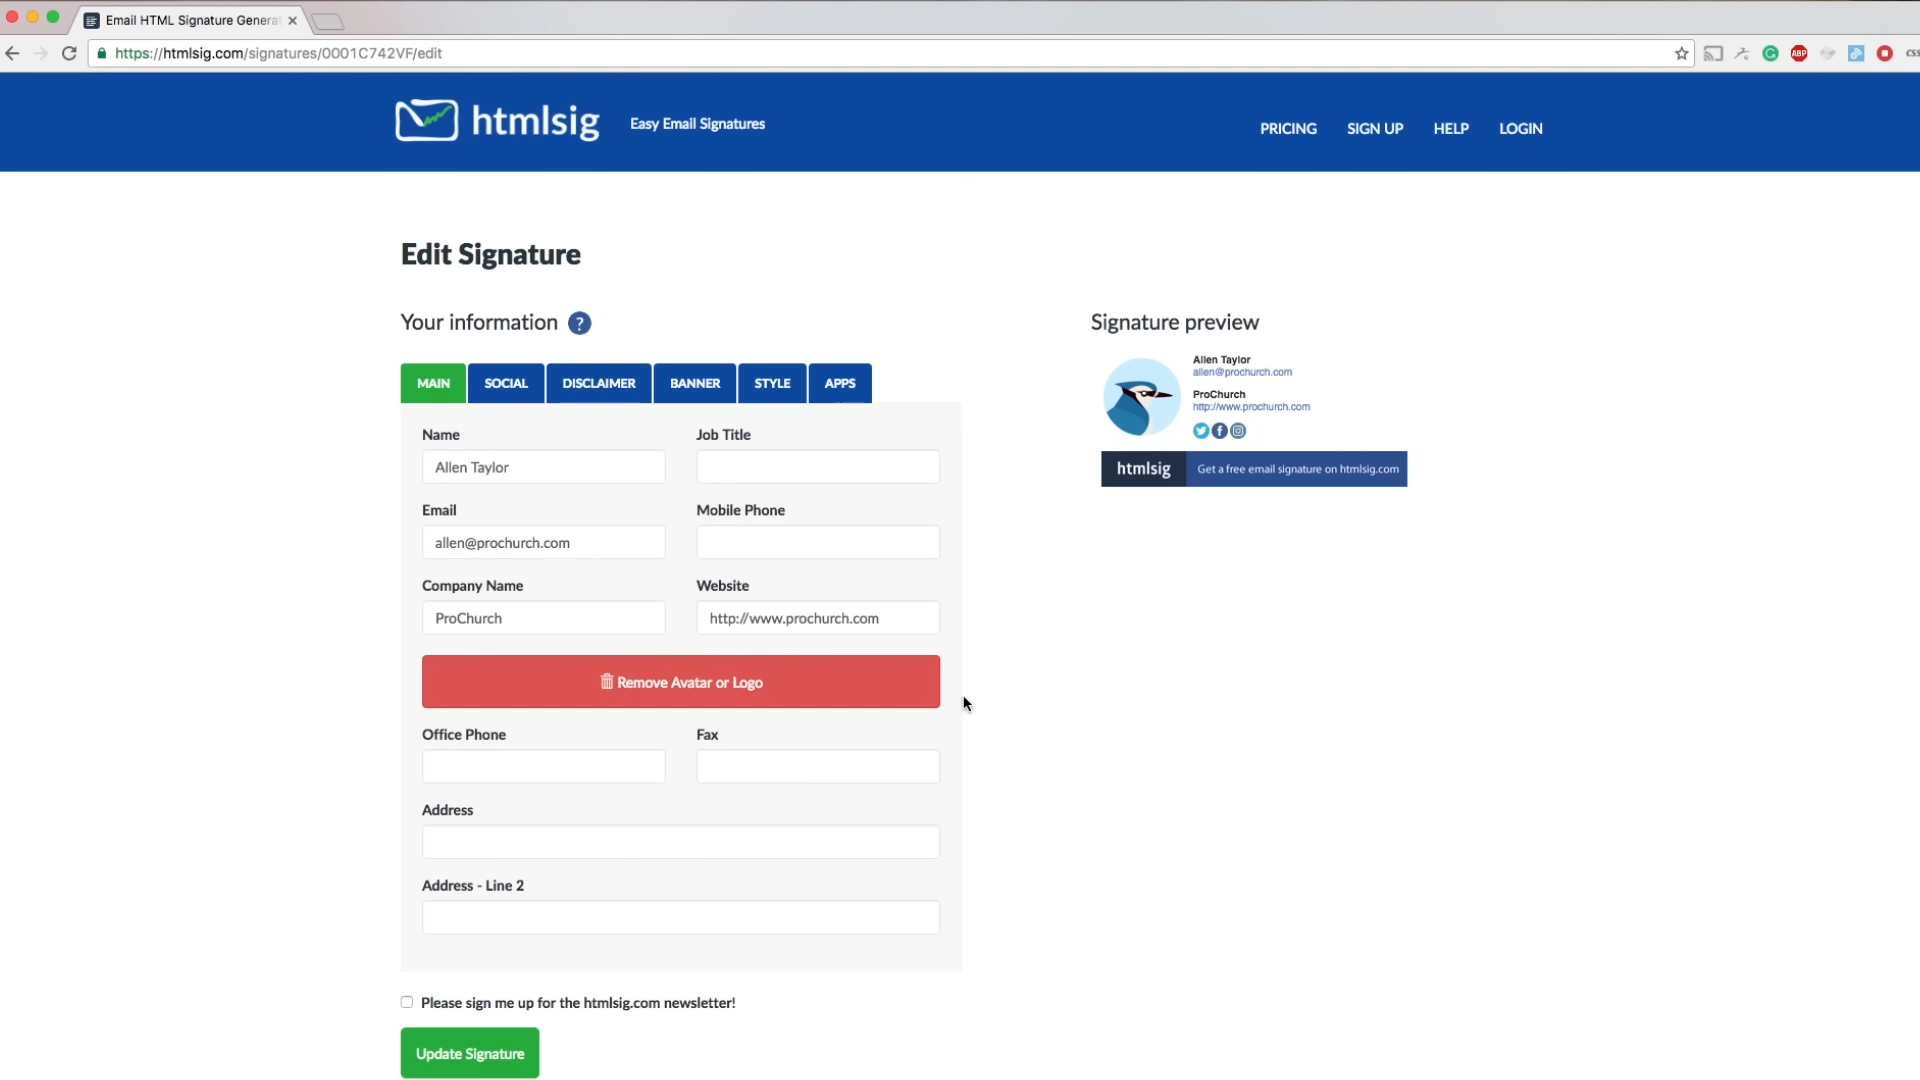 Email HTML Signature Genera
https://htmlsig.com/signatures/0001C742VF/edit
ABP
CSS
htmlsig
Easy Email Signatures
PRICING
SIGN UP
HELP
LOGIN
Edit Signature
Your information ?
MAIN
SOCIAL
DISCLAIMER
BANNER
STYLE
APPS
Name
Job Title
Allen Taylor
Email
Mobile Phone
allen@prochurch.com
Company Name
Website
ProChurch
http://www.prochurch.com
Remove Avatar or Logo
Office Phone
Fax
Address
Address - Line 2
Please sign me up for the htmlsig.com newsletter!
Update Signature
Signature preview
Allen Taylor
allen@prochurch.com
ProChurch
http://www.prochurch.com
htmlsig
Get a free email signature on htmlsig.com